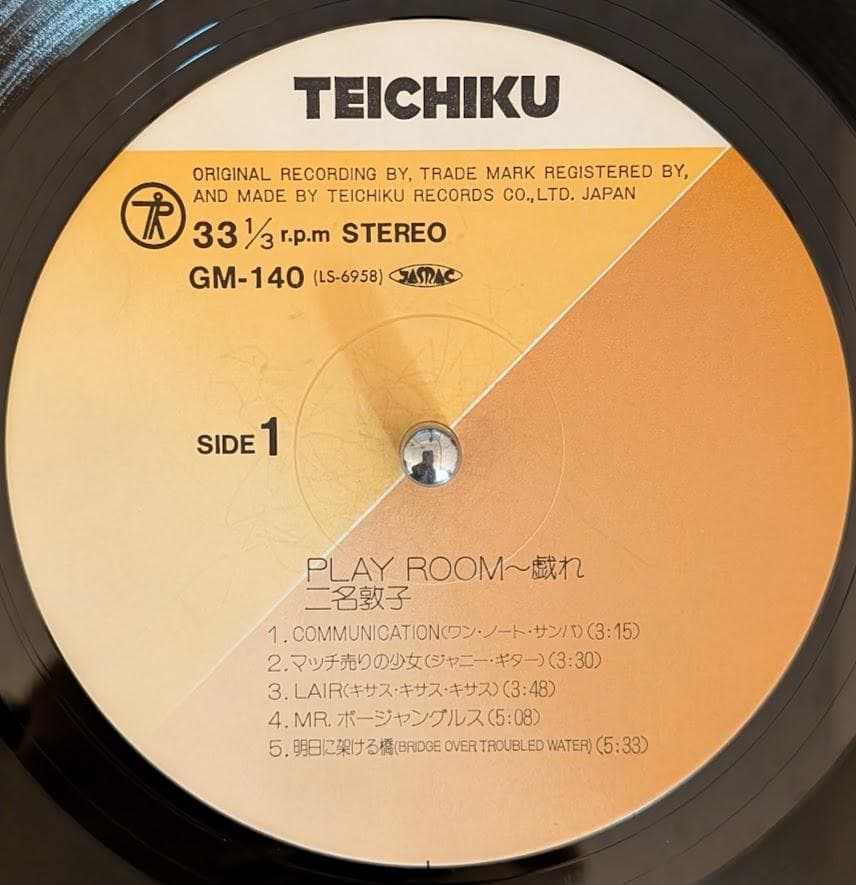 TEICHIKU
ORIGINAL RECORDING BY, TRADE MARK REGISTERED BY,
AND MADE BY TEICHIKU RECORDS CO.,LTD. JAPAN
33 1/3 r.p.m STEREO
GM-140 (LS-6958) JASRAC
SIDE 1
PLAY ROOM〜戯れ
二名敦子
1. COMMUNICATION(ワン・ノート・サンバ)(3:15)
2. マッチ売りの少女(ジャニー・ギター)(3:30)
3. LAIR(キサス・キサス・キサス)(3:48)
4. MR. ボージャングルス(5:08)
5. 明日に架ける橋(BRIDGE OVER TROUBLED WATER)(5:33)